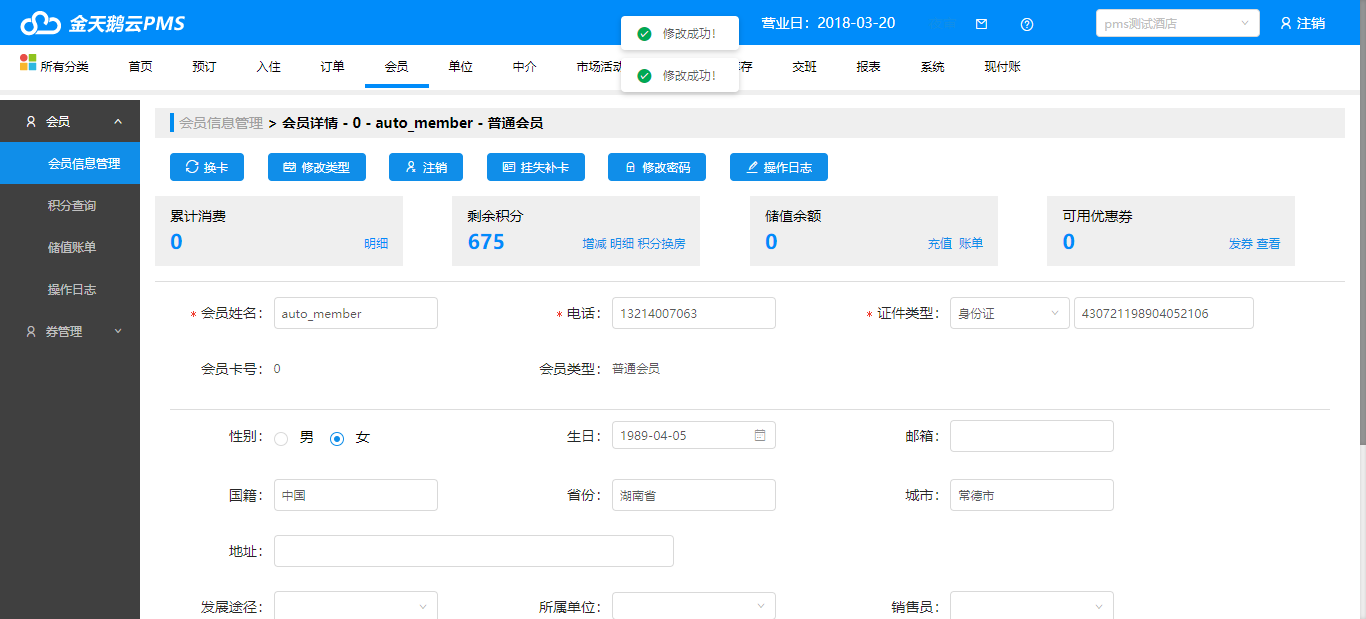 金天鹅云PMS
营业日：2018-03-20
pms测试酒店
注销
修改成功！
修改成功！
所有分类 首页 预订 入住 订单 会员 单位 中介 市场活动 存 交班 报表 系统 现付账
会员
会员信息管理
积分查询
储值账单
操作日志
券管理
会员信息管理 > 会员详情 - 0 - auto_member - 普通会员
换卡 修改类型 注销 挂失补卡 修改密码 操作日志
累计消费
0 明细
剩余积分
675 增减 明细 积分换房
储值余额
0 充值 账单
可用优惠券
0 发券 查看
* 会员姓名： auto_member * 电话： 13214007063 * 证件类型： 身份证 430721198904052106
会员卡号： 0 会员类型： 普通会员
性别： 男 女 生日： 1989-04-05 邮箱：
国籍： 中国 省份： 湖南省 城市： 常德市
地址：
发展途径： 所属单位： 销售员：